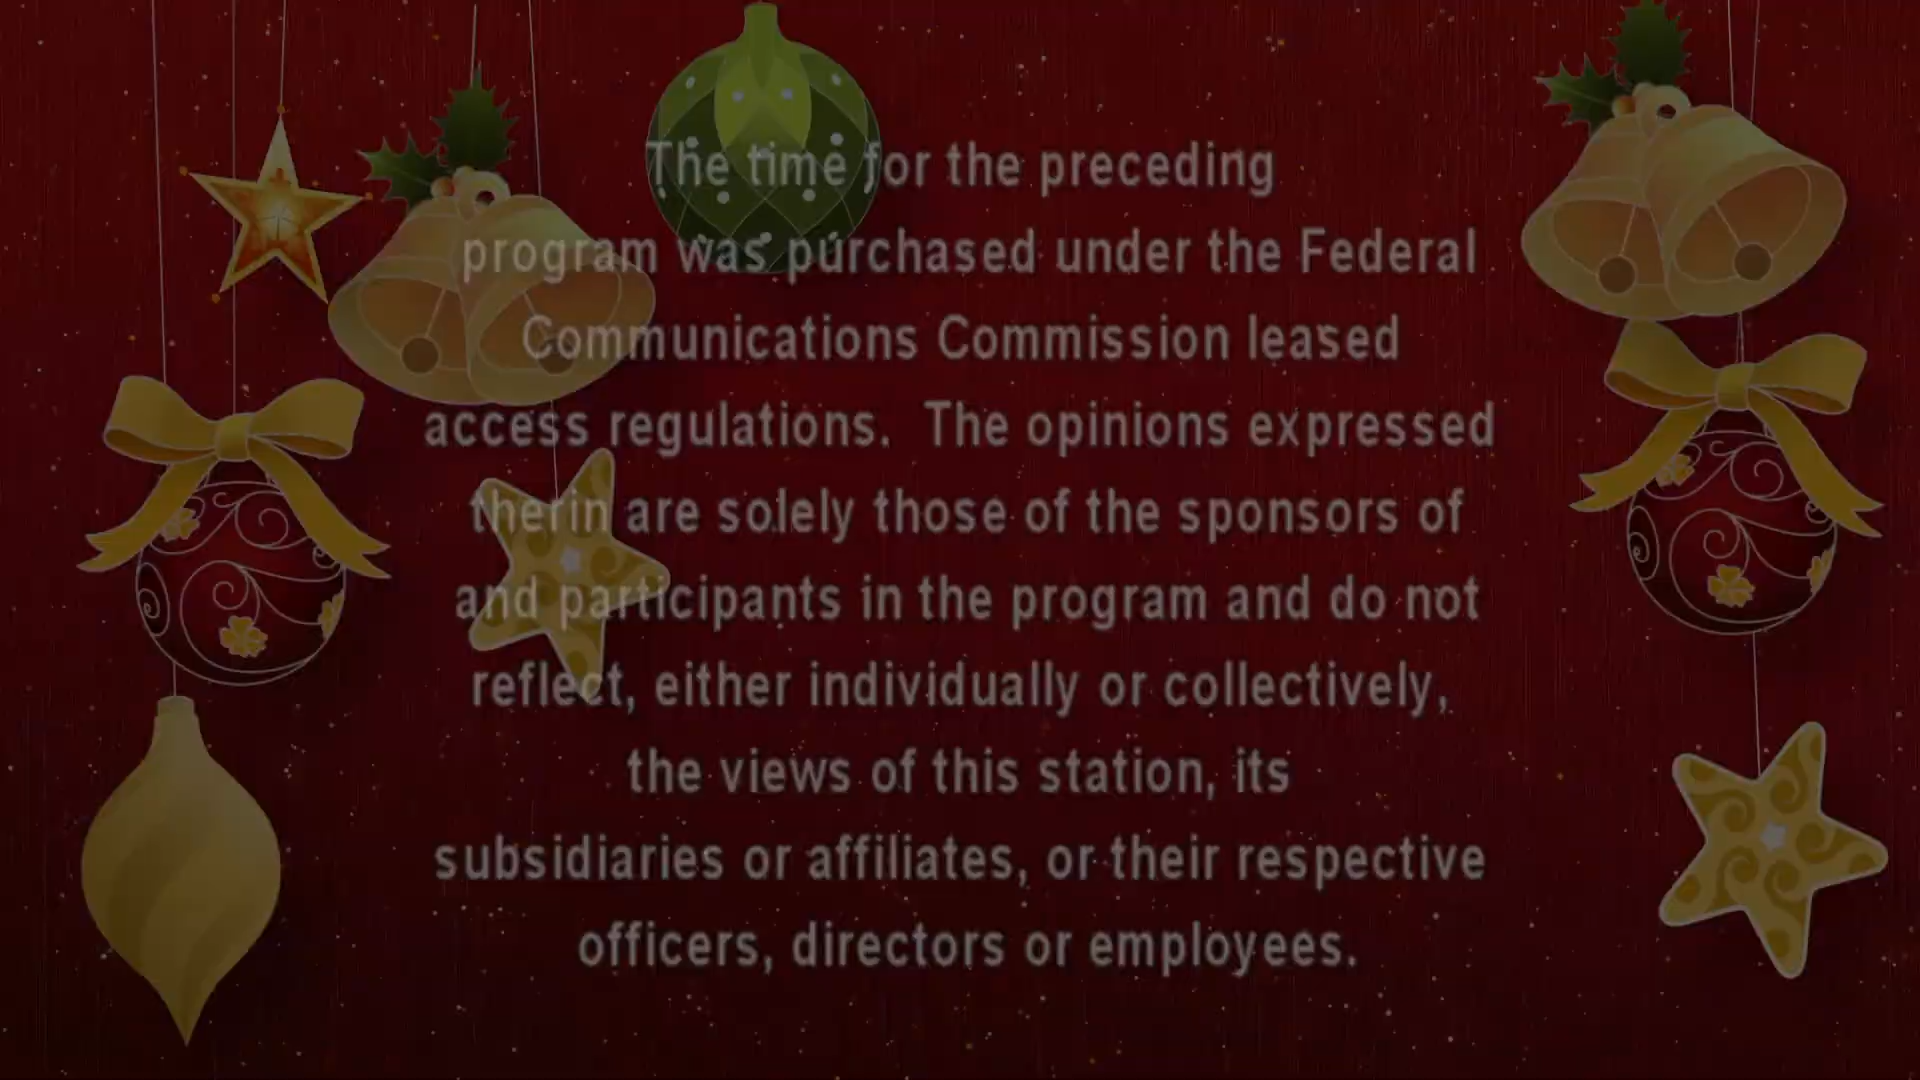 The time for the preceding
program was purchased under the Federal
Communications Commission leased
access regulations.  The opinions expressed
therin are solely those of the sponsors of
and participants in the program and do not
reflect, either individually or collectively,
the views of this station, its
subsidiaries or affiliates, or their respective
officers, directors or employees.